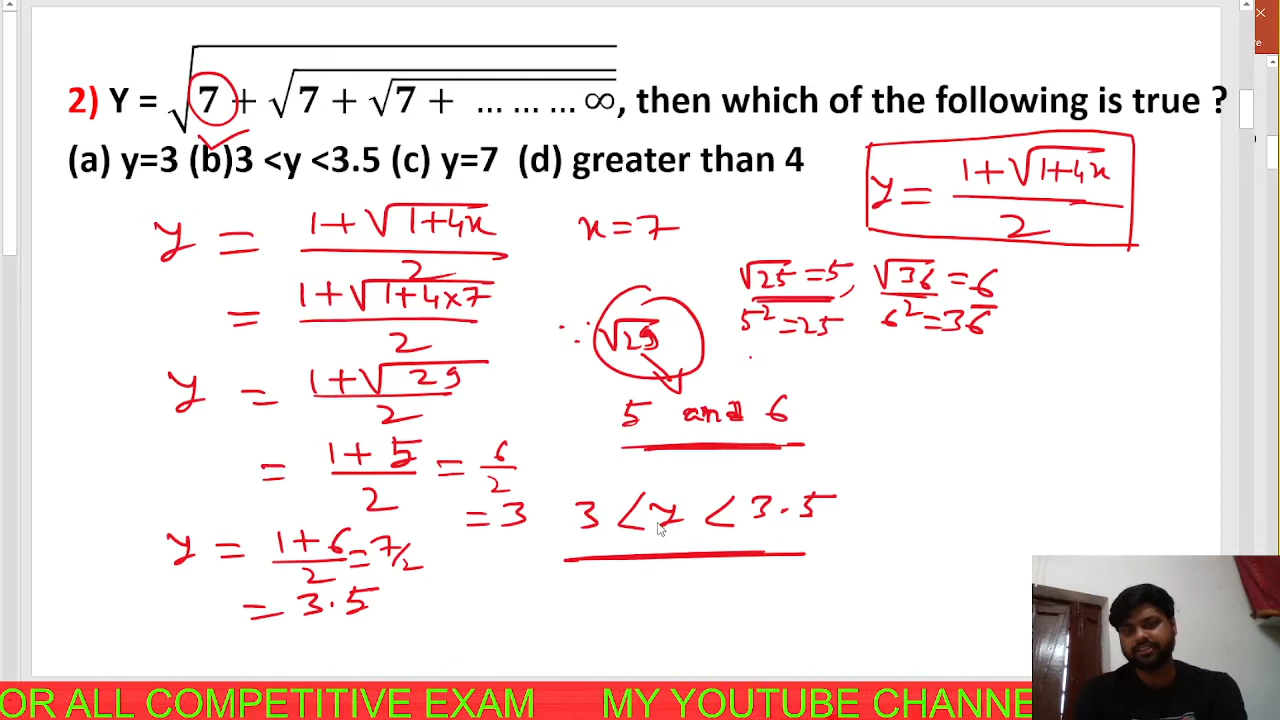 2) Y = √7 + √7 + √7 + ... ... ... ∞, then which of the following is true ?
(a) y=3 (b)3 <y <3.5 (c) y=7 (d) greater than 4
y = (1+√1+4x)/2
y = (1+√1+4x)/2 x=7
= (1+√1+4x7)/2
√25=5, √36=6
5²=25 6²=36
∵ √29
y = (1+√29)/2
5 and 6
= (1+5)/2 = 6/2
= 3 3 < y < 3.5
y = (1+6)/2 = 7/2
= 3.5
OR ALL COMPETITIVE EXAM MY YOUTUBE CHANNE